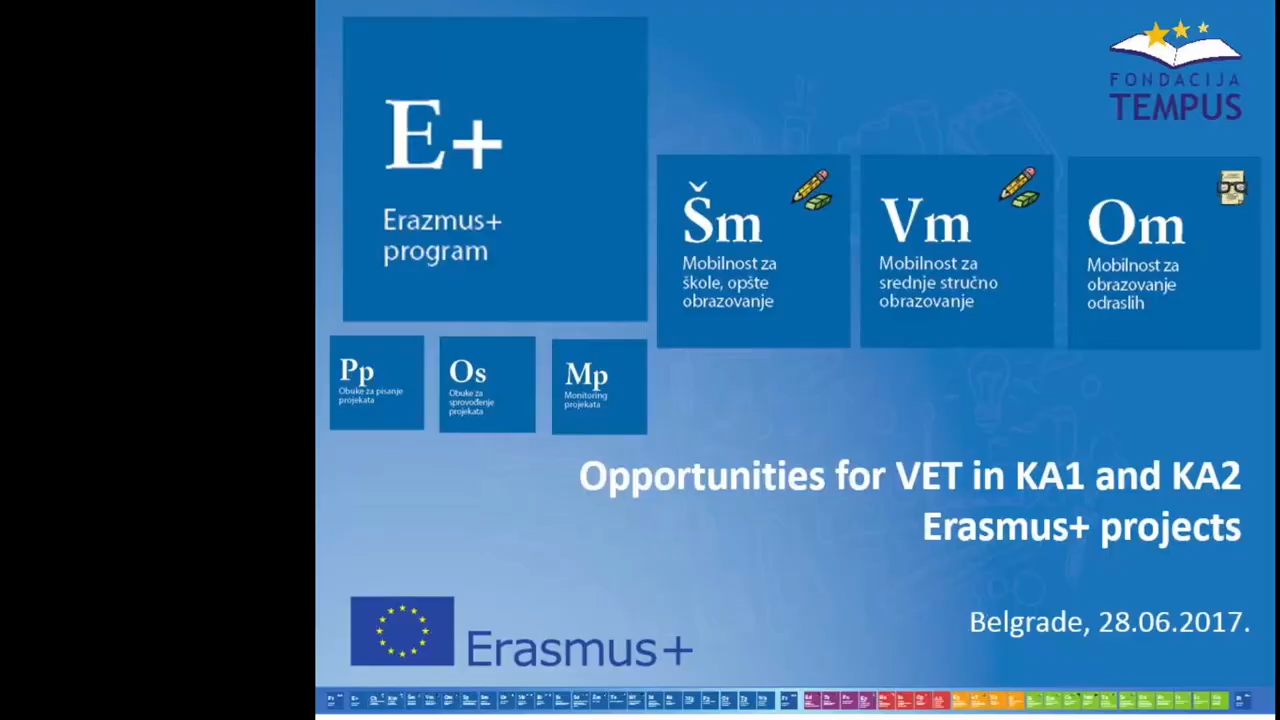 E+
Erazmus+
program
FONDACIJA
TEMPUS
Šm
Mobilnost za
škole, opšte
obrazovanje
Vm
Mobilnost za
srednje stručno
obrazovanje
Om
Mobilnost za
obrazovanje
odraslih
Pp
Obuke za pisanje
projekata
Os
Obuke za
sprovođenje
projekata
Mp
Monitoring
projekata
Opportunities for VET in KA1 and KA2
Erasmus+ projects
Belgrade, 28.06.2017.
Erasmus+